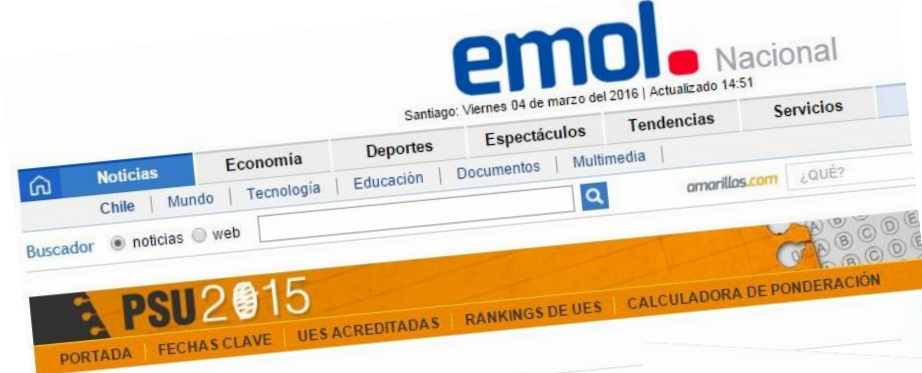 emol. Nacional
Santiago: Viernes 04 de marzo del 2016 | Actualizado 14:51
Noticias Economía Deportes Espectáculos Tendencias Servicios
Chile | Mundo | Tecnología | Educación | Documentos | Multimedia |
Buscador noticias web amarillas.com ¿QUÉ?
PSU2015
PORTADA | FECHAS CLAVE | UES ACREDITADAS | RANKINGS DE UES | CALCULADORA DE PONDERACIÓN